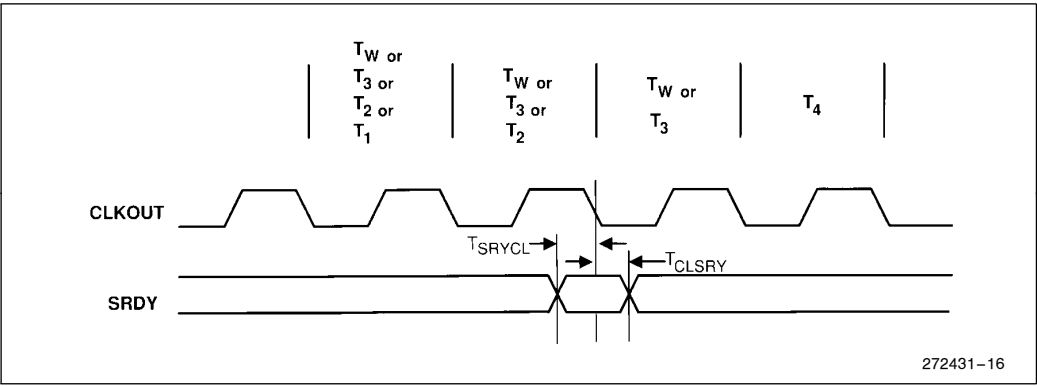 T_W or
T_3 or
T_2 or
T_1
T_W or
T_3 or
T_2
T_W or
T_3
T_4
CLKOUT
T_SRYCL
T_CLSRY
SRDY
272431–16